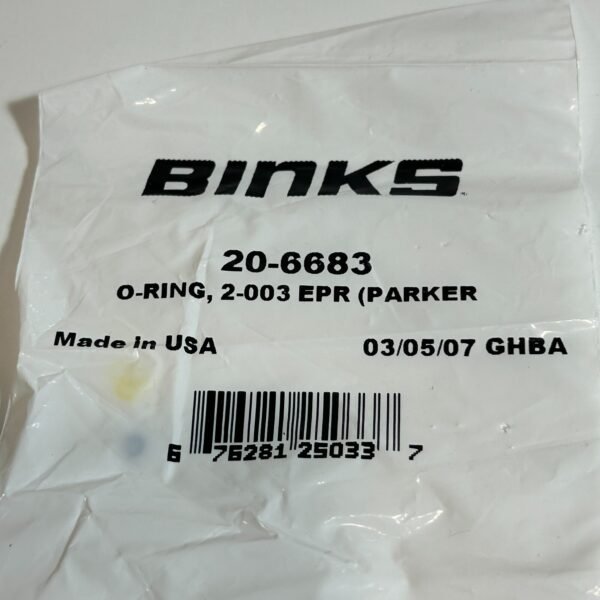 BINKS
20-6683
O-RING, 2-003 EPR (PARKER
Made in USA 03/05/07 GHBA
6 76281 25033 7